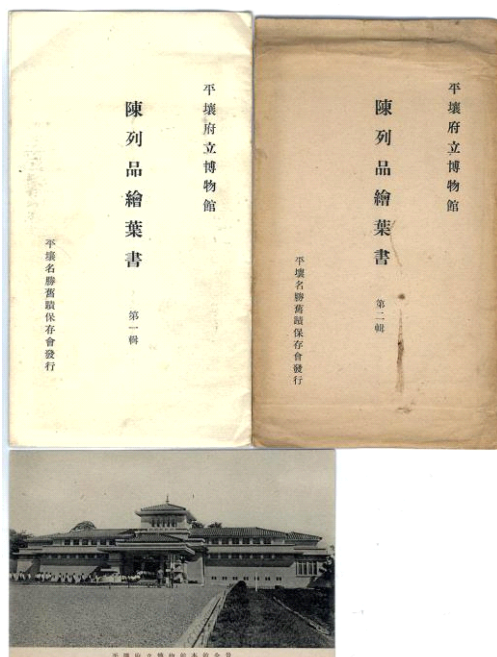 平壤府立博物館
陳列品繪葉書
第一輯
平壤名勝舊蹟保存會發行
平壤府立博物館
陳列品繪葉書
第二輯
平壤名勝舊蹟保存會發行